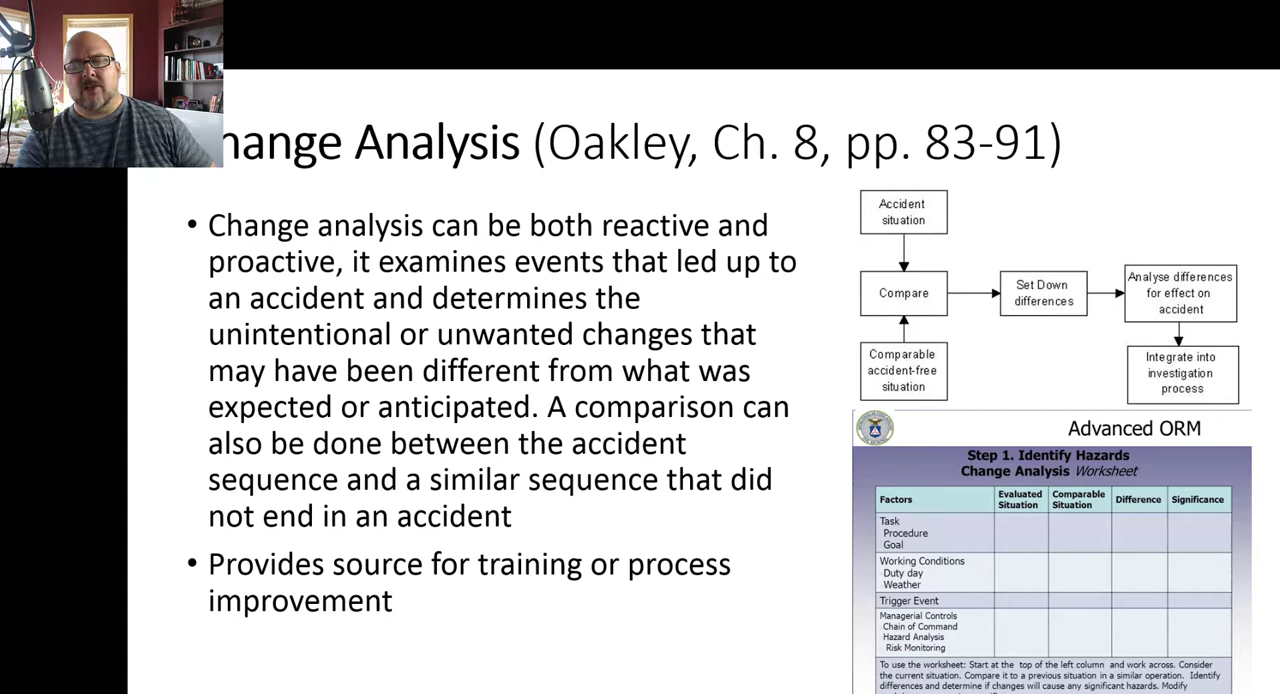 hange Analysis (Oakley, Ch. 8, pp. 83-91)
• Change analysis can be both reactive and
proactive, it examines events that led up to
an accident and determines the
unintentional or unwanted changes that
may have been different from what was
expected or anticipated. A comparison can
also be done between the accident
sequence and a similar sequence that did
not end in an accident
• Provides source for training or process
improvement
Accident
situation
Compare
Set Down
differences
Analyse differences
for effect on
accident
Comparable
accident-free
situation
Integrate into
investigation
process
Advanced ORM
Step 1. Identify Hazards
Change Analysis Worksheet
Factors
Evaluated
Situation
Comparable
Situation
Difference
Significance
Task
Procedure
Goal
Working Conditions
Duty day
Weather
Trigger Event
Managerial Controls
Chain of Command
Hazard Analysis
Risk Monitoring
To use the worksheet: Start at the top of the left column and work across. Consider
the current situation. Compare it to a previous situation in a similar operation. Identify
differences and determine if changes will cause any significant hazards. Modify